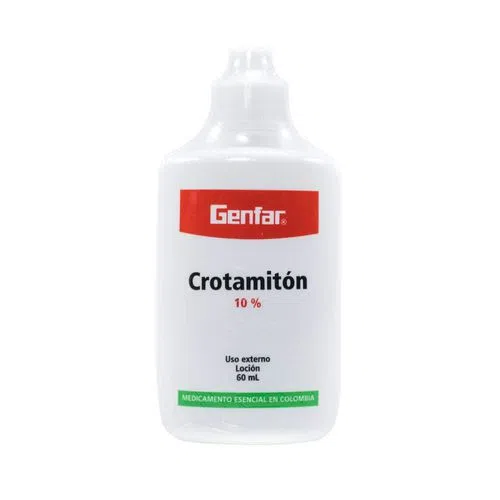 Genfar®
Crotamitón
10 %
Uso externo
Loción
60 mL
MEDICAMENTO ESENCIAL EN COLOMBIA